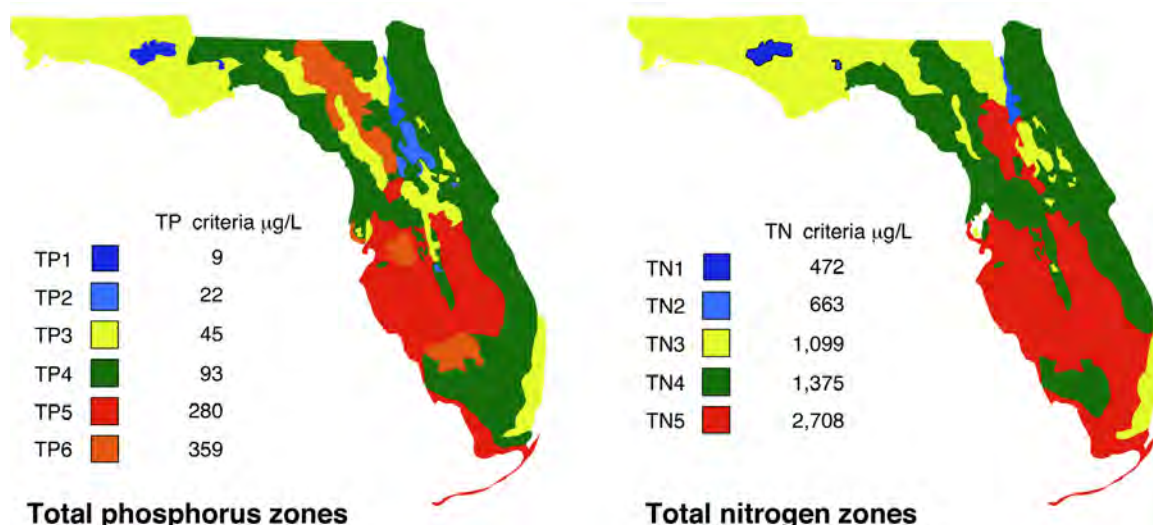 TP criteria µg/L
TP1 9
TP2 22
TP3 45
TP4 93
TP5 280
TP6 359
Total phosphorus zones
TN criteria µg/L
TN1 472
TN2 663
TN3 1,099
TN4 1,375
TN5 2,708
Total nitrogen zones